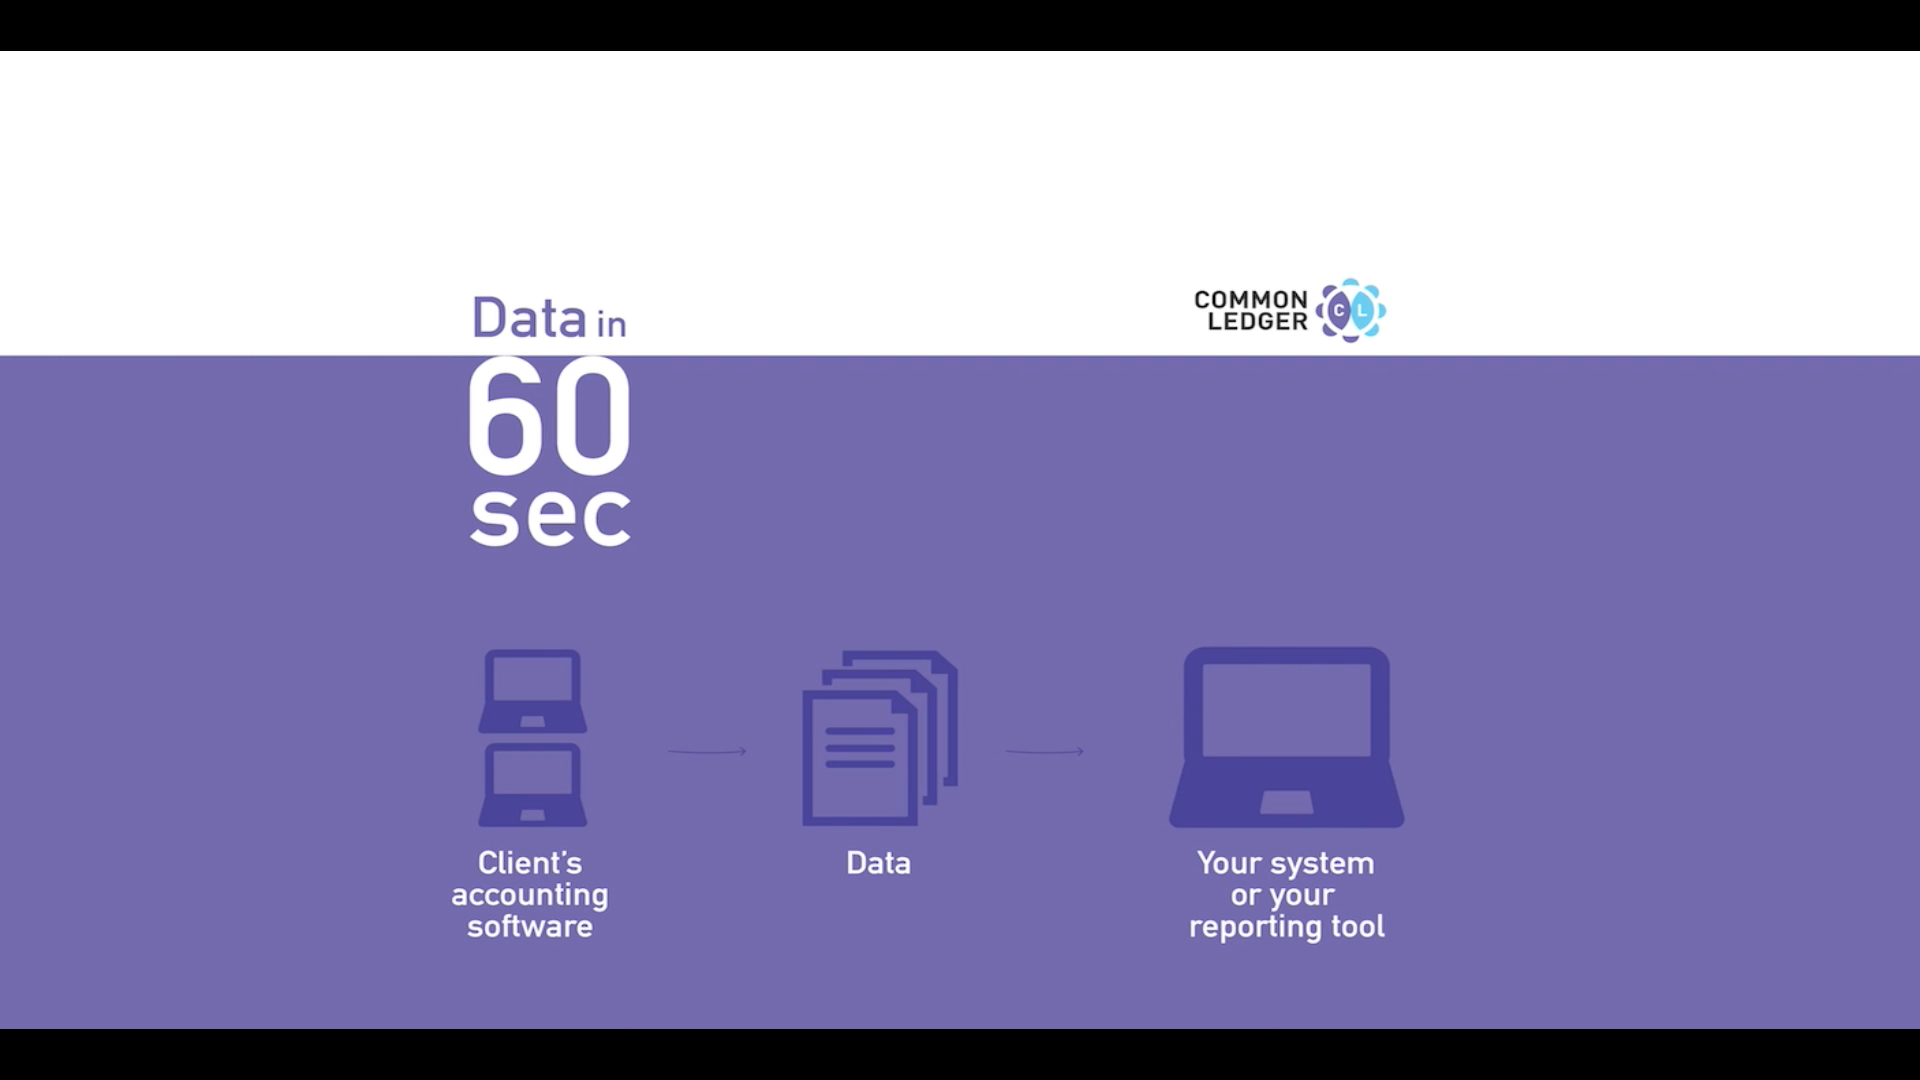 Data in
60
sec
COMMON
LEDGER
C L
Client’s
accounting
software
Data
Your system
or your
reporting tool